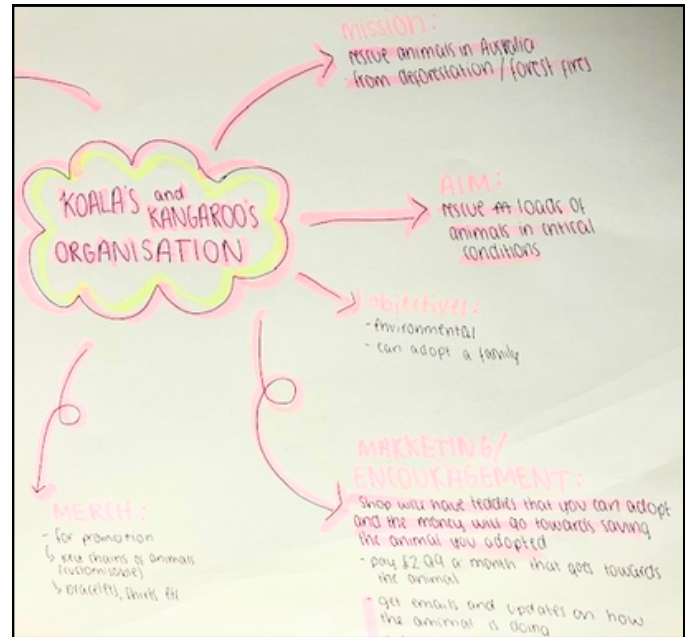 mission:
rescue animals in Australia
from deforestation / forest fires
KOALA'S and
KANGAROO'S
ORGANISATION
AIM:
rescue loads of
animals in critical
conditions
objectives:
- environmental
- can adopt a family
MARKETING/
ENCOURAGEMENT:
shop will have teddies that you can adopt
and the money will go towards saving
the animal you adopted
- pay £2.99 a month that goes towards
the animal
get emails and updates on how
the animal is doing
MERCH:
- for promotion
↳ key chains of animals
(customisable)
↳ bracelets, shirts etc